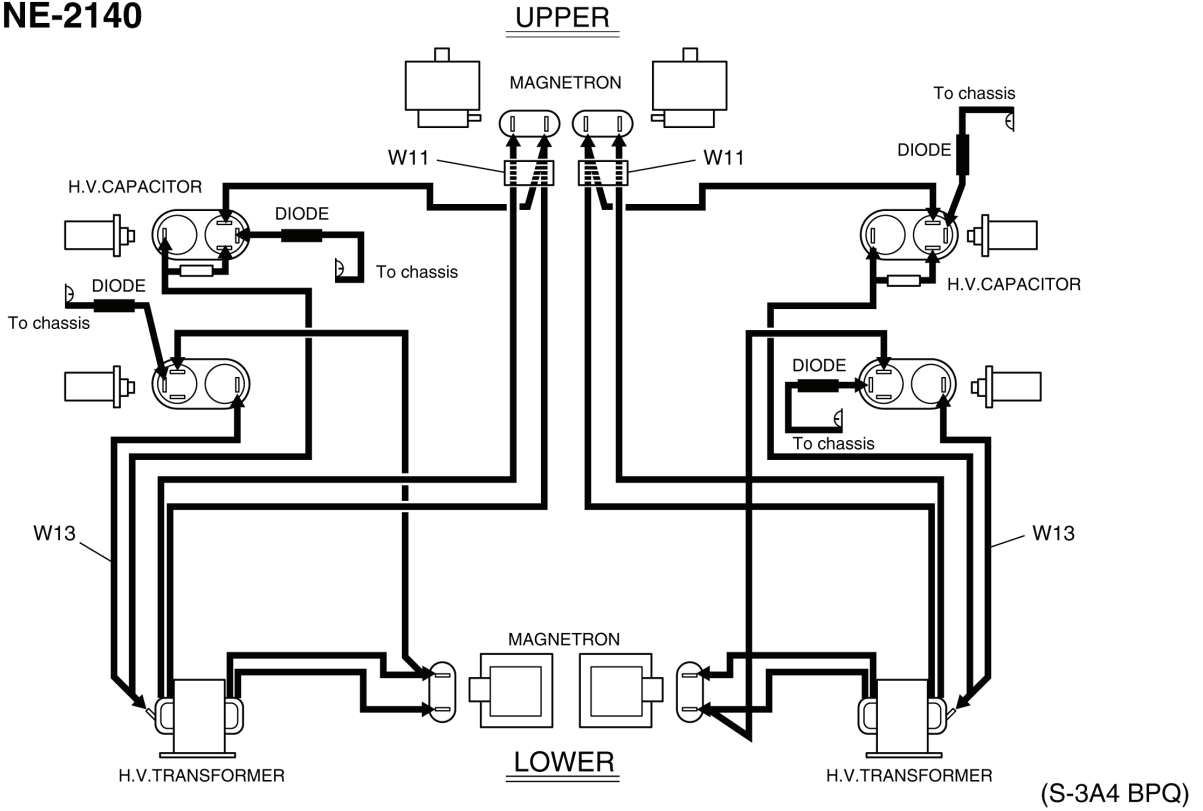 NE-2140
UPPER
MAGNETRON
To chassis
DIODE
W11
W11
H.V.CAPACITOR
DIODE
To chassis
DIODE
H.V.CAPACITOR
To chassis
DIODE
To chassis
W13
W13
MAGNETRON
LOWER
H.V.TRANSFORMER
H.V.TRANSFORMER
(S-3A4 BPQ)